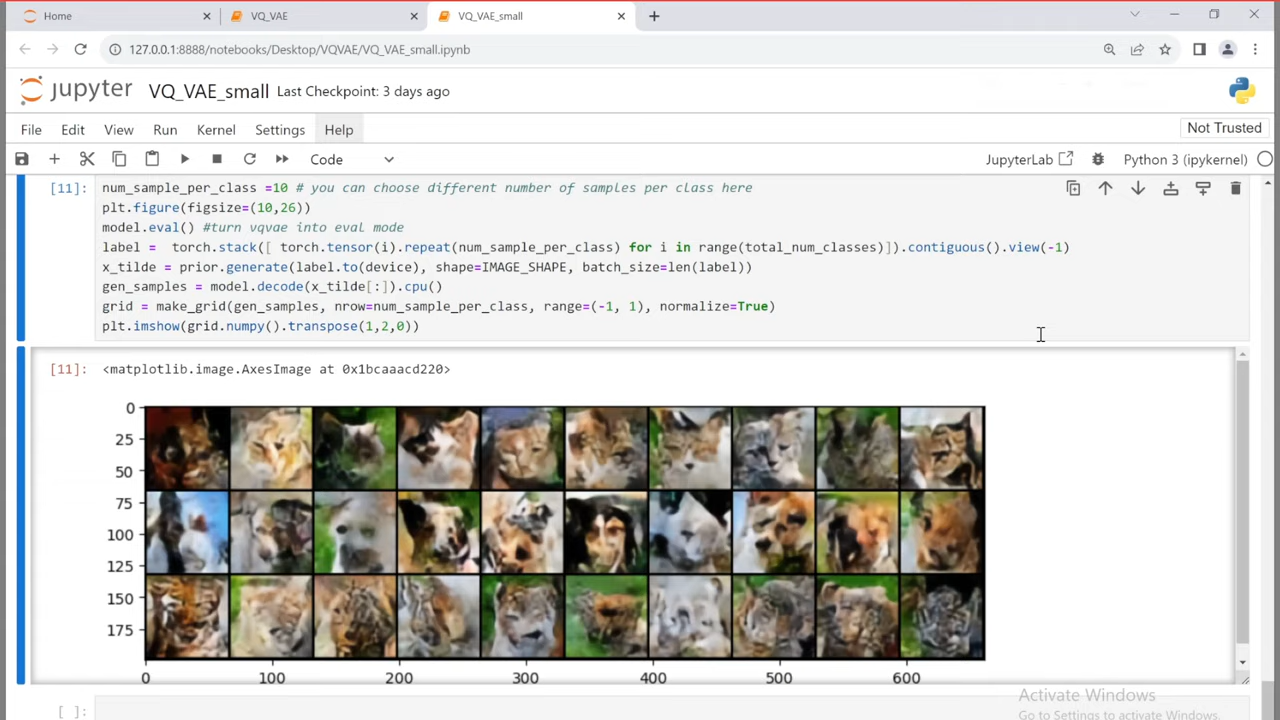 Home
VQ_VAE
VQ_VAE_small
127.0.0.1:8888/notebooks/Desktop/VQVAE/VQ_VAE_small.ipynb
jupyter VQ_VAE_small Last Checkpoint: 3 days ago
File Edit View Run Kernel Settings Help
Not Trusted
Code
JupyterLab
Python 3 (ipykernel)
[11]: num_sample_per_class =10 # you can choose different number of samples per class here
plt.figure(figsize=(10,26))
model.eval() #turn vqvae into eval mode
label = torch.stack([ torch.tensor(i).repeat(num_sample_per_class) for i in range(total_num_classes)]).contiguous().view(-1)
x_tilde = prior.generate(label.to(device), shape=IMAGE_SHAPE, batch_size=len(label))
gen_samples = model.decode(x_tilde[:]).cpu()
grid = make_grid(gen_samples, nrow=num_sample_per_class, range=(-1, 1), normalize=True)
plt.imshow(grid.numpy().transpose(1,2,0))
[11]: <matplotlib.image.AxesImage at 0x1bcaaacd220>
0
25
50
75
100
125
150
175
0 100 200 300 400 500 600
Activate Windows
Go to Settings to activate Windows.
[ ]: